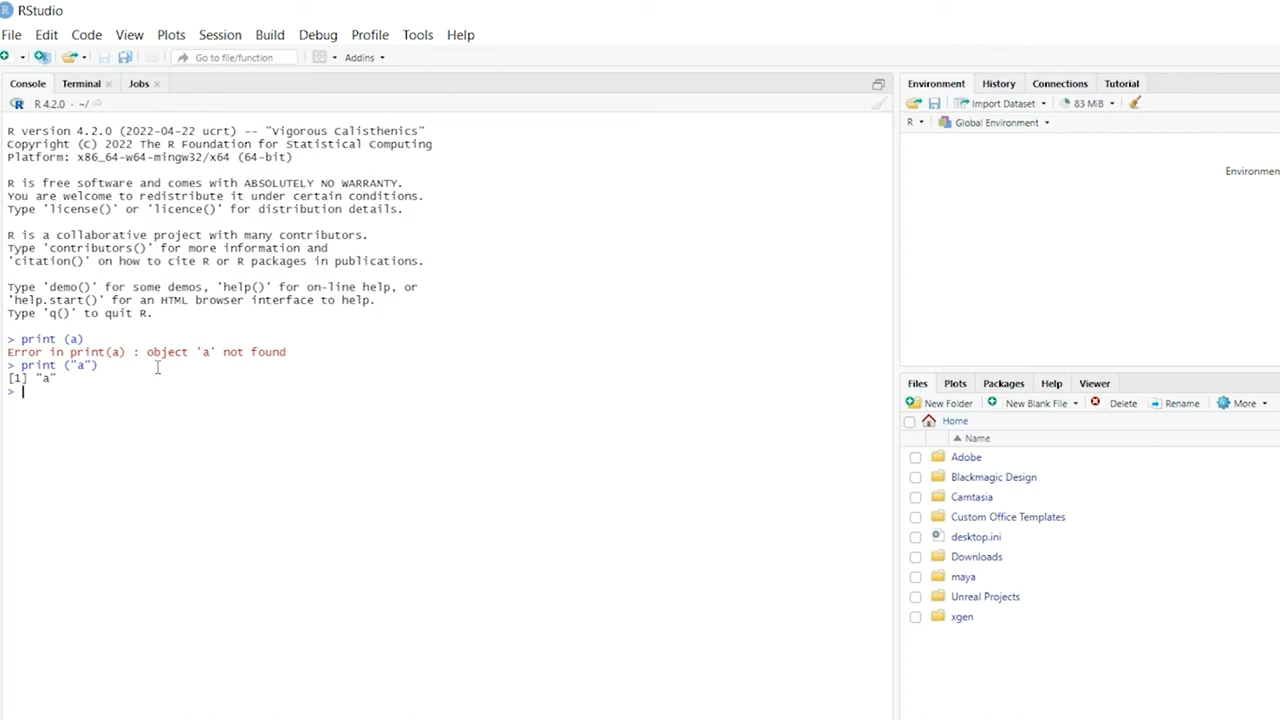 RStudio
File Edit Code View Plots Session Build Debug Profile Tools Help
Go to file/function Addins
Console Terminal Jobs
R 4.2.0 · ~/
R version 4.2.0 (2022-04-22 ucrt) -- "Vigorous Calisthenics"
Copyright (C) 2022 The R Foundation for Statistical Computing
Platform: x86_64-w64-mingw32/x64 (64-bit)
R is free software and comes with ABSOLUTELY NO WARRANTY.
You are welcome to redistribute it under certain conditions.
Type 'license()' or 'licence()' for distribution details.
R is a collaborative project with many contributors.
Type 'contributors()' for more information and
'citation()' on how to cite R or R packages in publications.
Type 'demo()' for some demos, 'help()' for on-line help, or
'help.start()' for an HTML browser interface to help.
Type 'q()' to quit R.
> print (a)
Error in print(a) : object 'a' not found
> print ("a")
[1] "a"
>
Environment History Connections Tutorial
Import Dataset 83 MiB
R Global Environment
Environmen
Files Plots Packages Help Viewer
New Folder New Blank File Delete Rename More
Home
Name
Adobe
Blackmagic Design
Camtasia
Custom Office Templates
desktop.ini
Downloads
maya
Unreal Projects
xgen